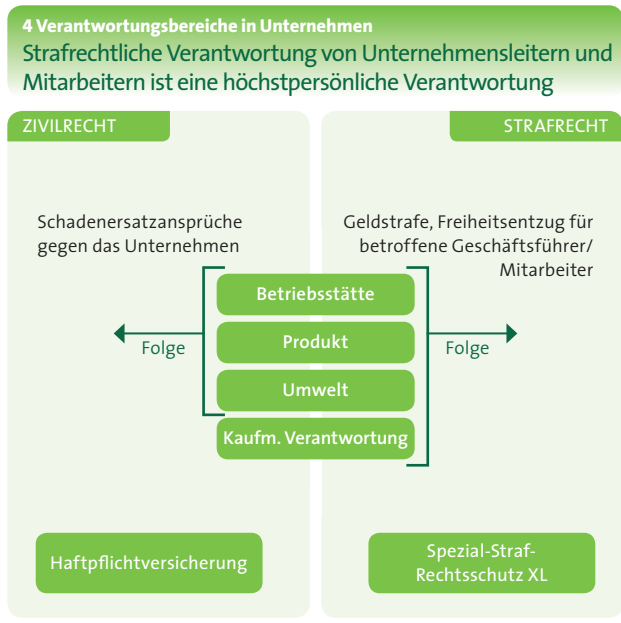 4 Verantwortungsbereiche in Unternehmen
Strafrechtliche Verantwortung von Unternehmensleitern und
Mitarbeitern ist eine höchstpersönliche Verantwortung
ZIVILRECHT
STRAFRECHT
Schadenersatzansprüche
gegen das Unternehmen
Geldstrafe, Freiheitsentzug für
betroffene Geschäftsführer/
Mitarbeiter
Betriebsstätte
Produkt
Umwelt
Kaufm. Verantwortung
Folge
Folge
Haftpflichtversicherung
Spezial-Straf-
Rechtsschutz XL